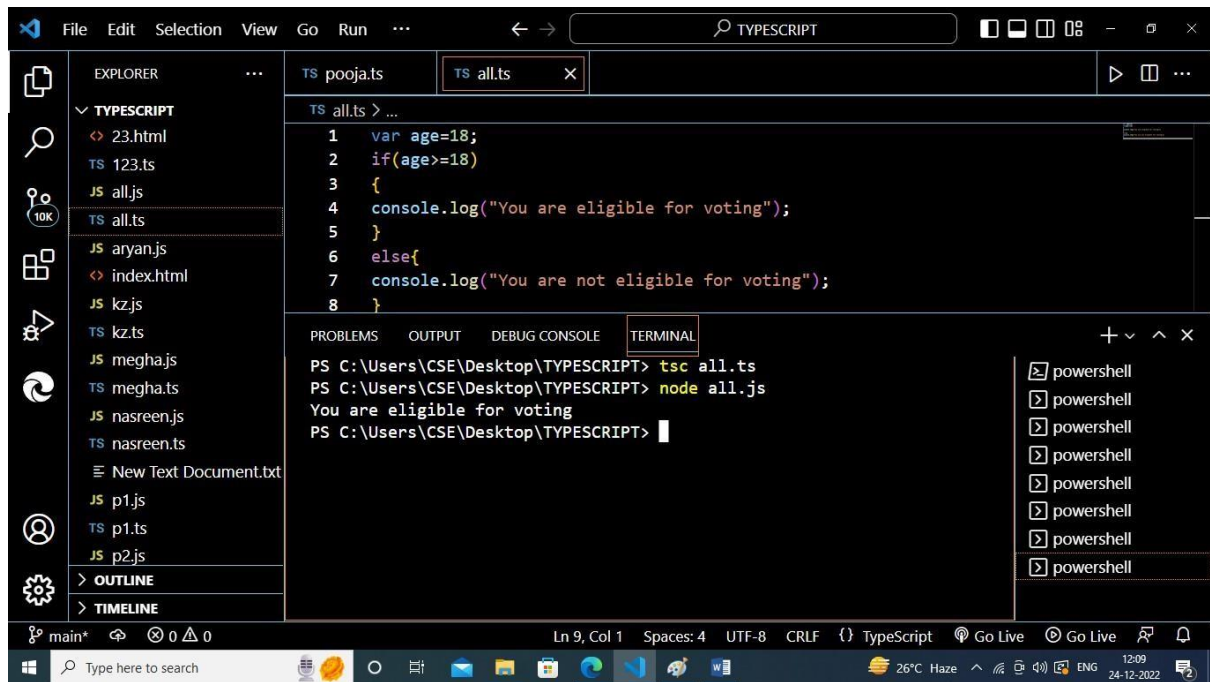 File Edit Selection View Go Run ··· ← → TYPESCRIPT
EXPLORER ···
TYPESCRIPT
<> 23.html
TS 123.ts
JS all.js
TS all.ts
JS aryan.js
<> index.html
JS kz.js
TS kz.ts
JS megha.js
TS megha.ts
JS nasreen.js
TS nasreen.ts
New Text Document.txt
JS p1.js
TS p1.ts
JS p2.js
OUTLINE
TIMELINE
10K
TS pooja.ts TS all.ts ×
TS all.ts > ...
1 var age=18;
2 if(age>=18)
3 {
4 console.log("You are eligible for voting");
5 }
6 else{
7 console.log("You are not eligible for voting");
8 }
PROBLEMS OUTPUT DEBUG CONSOLE TERMINAL
PS C:\Users\CSE\Desktop\TYPESCRIPT> tsc all.ts
PS C:\Users\CSE\Desktop\TYPESCRIPT> node all.js
You are eligible for voting
PS C:\Users\CSE\Desktop\TYPESCRIPT>
powershell
powershell
powershell
powershell
powershell
powershell
powershell
powershell
main* 0 0 Ln 9, Col 1 Spaces: 4 UTF-8 CRLF {} TypeScript Go Live Go Live
Type here to search 26°C Haze ENG 12:09
24-12-2022 2